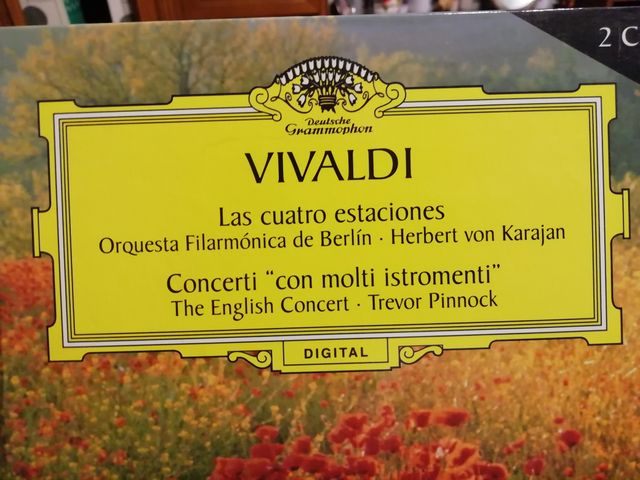 2 C
Deutsche
Grammophon
VIVALDI
Las cuatro estaciones
Orquesta Filarmónica de Berlín · Herbert von Karajan
Concerti "con molti istromenti"
The English Concert · Trevor Pinnock
DIGITAL